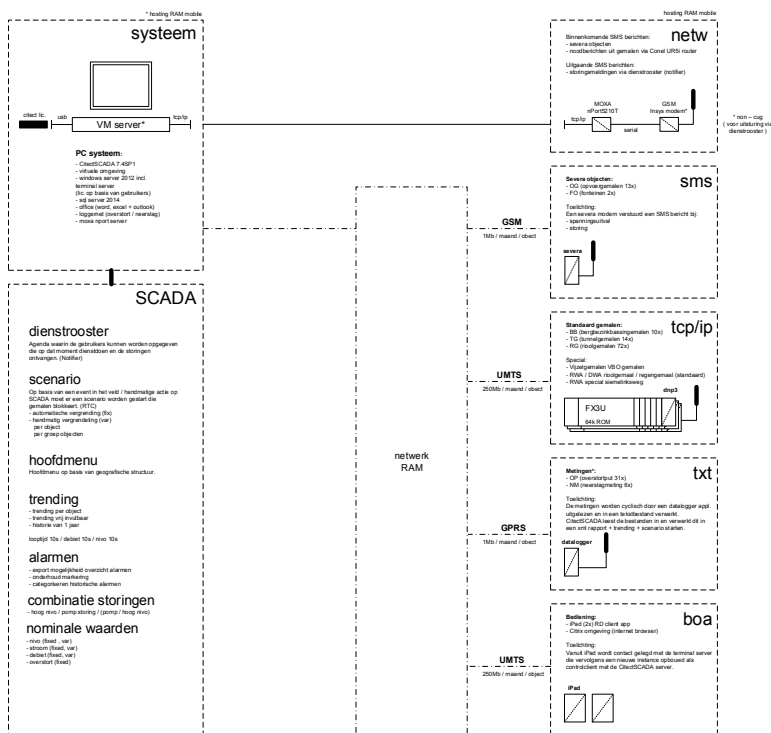 * hosting RAM mobile
systeem
citect lic.
usb
VM server*
tcp/ip
PC systeem:
- CitectSCADA 7.4SP1
- virtuele omgeving
- windows server 2012 incl.
terminal server
(lic. op basis van gebruikers)
- sql server 2014
- office (word, excel + outlook)
- loggernet (overstort / neerslag)
- moxa nport server
SCADA
dienstrooster
Agenda waarin de gebruikers kunnen worden opgegeven
die op dat moment dienstdoen en de storingen
ontvangen. (Notifier)
scenario
Op basis van een event in het veld / handmatige actie op
SCADA moet er een scenario worden gestart die
gemalen blokkeert. (RTC)
- automatische vergrending (fix)
- handmatig vergrendeling (var)
per object
per groep objecten
hoofdmenu
Hoofdmenu op basis van geografische structuur.
trending
- trending per object
- trending vrij invulbaar
- historie van 1 jaar
looptijd 10s / debiet 10s / nivo 10s
alarmen
- export mogelijkheid overzicht alarmen
- onderhoud markering
- categoriseren historische alarmen
combinatie storingen
- hoog nivo / pompstoring / (pomp / hoog nivo)
nominale waarden
- nivo (fixed , var)
- stroom (fixed, var)
- debiet (fixed, var)
- overstort (fixed)
netwerk
RAM
GSM
1Mb / maand / obect
UMTS
250Mb / maand / obect
GPRS
1Mb / maand / obect
UMTS
250Mb / maand / object
hosting RAM mobile
netw
Binnenkomende SMS berichten:
- severa objecten
- noodberichten uit gemalen via Conel UR5i router
Uitgaande SMS berichten:
- storingsmeldingen via dienstrooster (notifier)
MOXA
nPort5210T
GSM
Insys modem*
tcp/ip
serial
* non – cug
( voor uitsturing via
dienstrooster )
sms
Severa objecten:
- OG (opvoergemalen 13x)
- FO (fonteinen 2x)
Toelichting:
Een severa modem verstuurd een SMS bericht bij:
- spanningsuitval
- storing
severa
tcp/ip
Standaard gemalen:
- BB (bergbezinkbassingemalen 10x)
- TG (tunnelgemalen 14x)
- RG (rioolgemalen 72x)
Special:
- Vijzelgemalen VBO gemalen
- RWA / DWA rioolgemaal / regengemaal (standaard)
- RWA special siemelinksweg
dnp3
FX3U
64k ROM
txt
Metingen*:
- OP (overstortput 31x)
- NM (neerslagmeting 6x)
Toelichting:
De metingen worden cyclisch door een datalogger appl.
uitgelezen en in een tekstbestand verwerkt.
CitectSCADA leest de bestanden in en verwerkt dit in
een xml rapport + trending + scenario starten.
datalogger
boa
Bediening:
- iPad (2x) RD client app
- Citrix omgeving (internet browser)
Toelichting:
Vanuit iPad wordt contact gelegd met de terminal server
die vervolgens een nieuwe instance opbouwd als
controlclient met de CitectSCADA server.
iPad